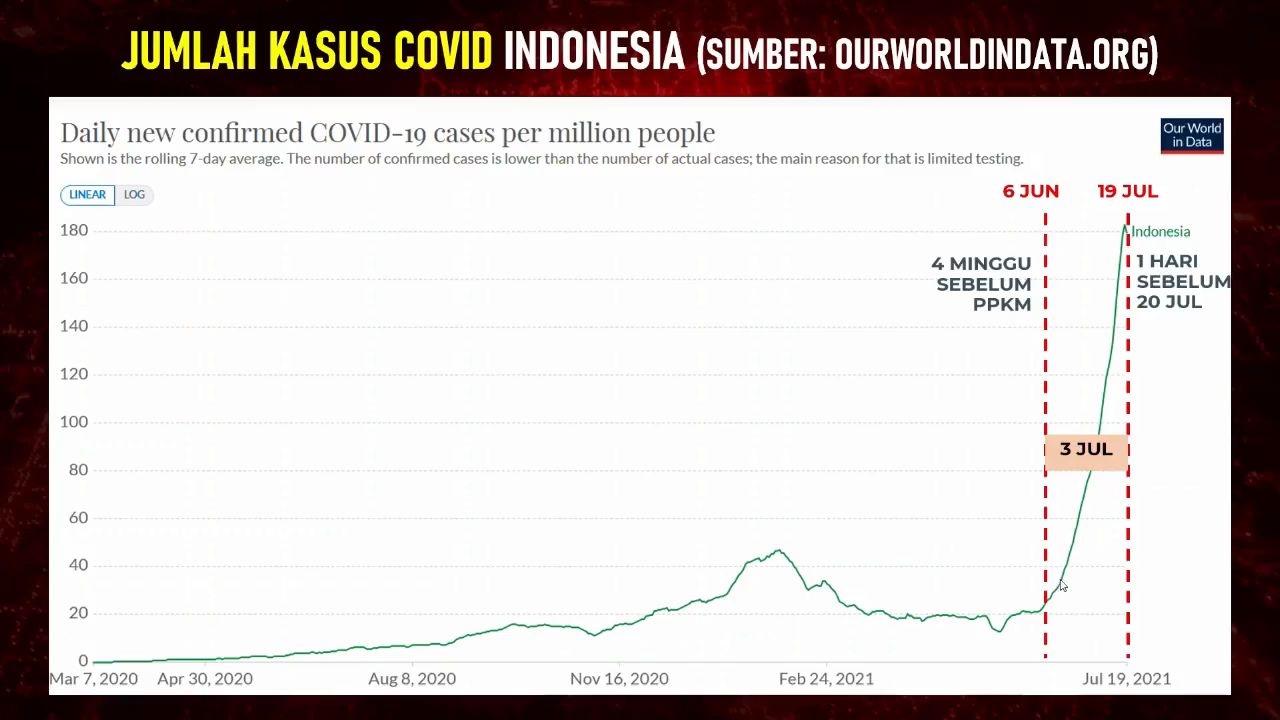 JUMLAH KASUS COVID INDONESIA (SUMBER: OURWORLDINDATA.ORG)
Daily new confirmed COVID-19 cases per million people
Shown is the rolling 7-day average. The number of confirmed cases is lower than the number of actual cases; the main reason for that is limited testing.
Our World
in Data
LINEAR LOG
6 JUN
19 JUL
180
Indonesia
4 MINGGU
SEBELUM
PPKM
1 HARI
SEBELUM
20 JUL
160
140
120
100
3 JUL
80
60
40
20
0
Mar 7, 2020 Apr 30, 2020 Aug 8, 2020 Nov 16, 2020 Feb 24, 2021 Jul 19, 2021